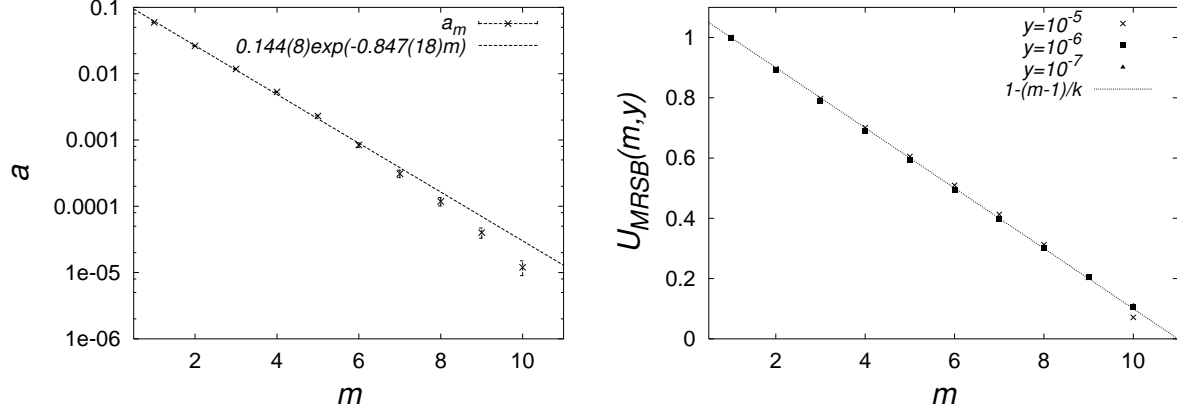 0.1
0.01
0.001
0.0001
1e-05
1e-06
a
2
4
6
8
10
m
a_m
0.144(8)exp(-0.847(18)m)
1
0.8
0.6
0.4
0.2
0
U_MRSB(m,y)
2
4
6
8
10
m
y=10^-5
y=10^-6
y=10^-7
1-(m-1)/k